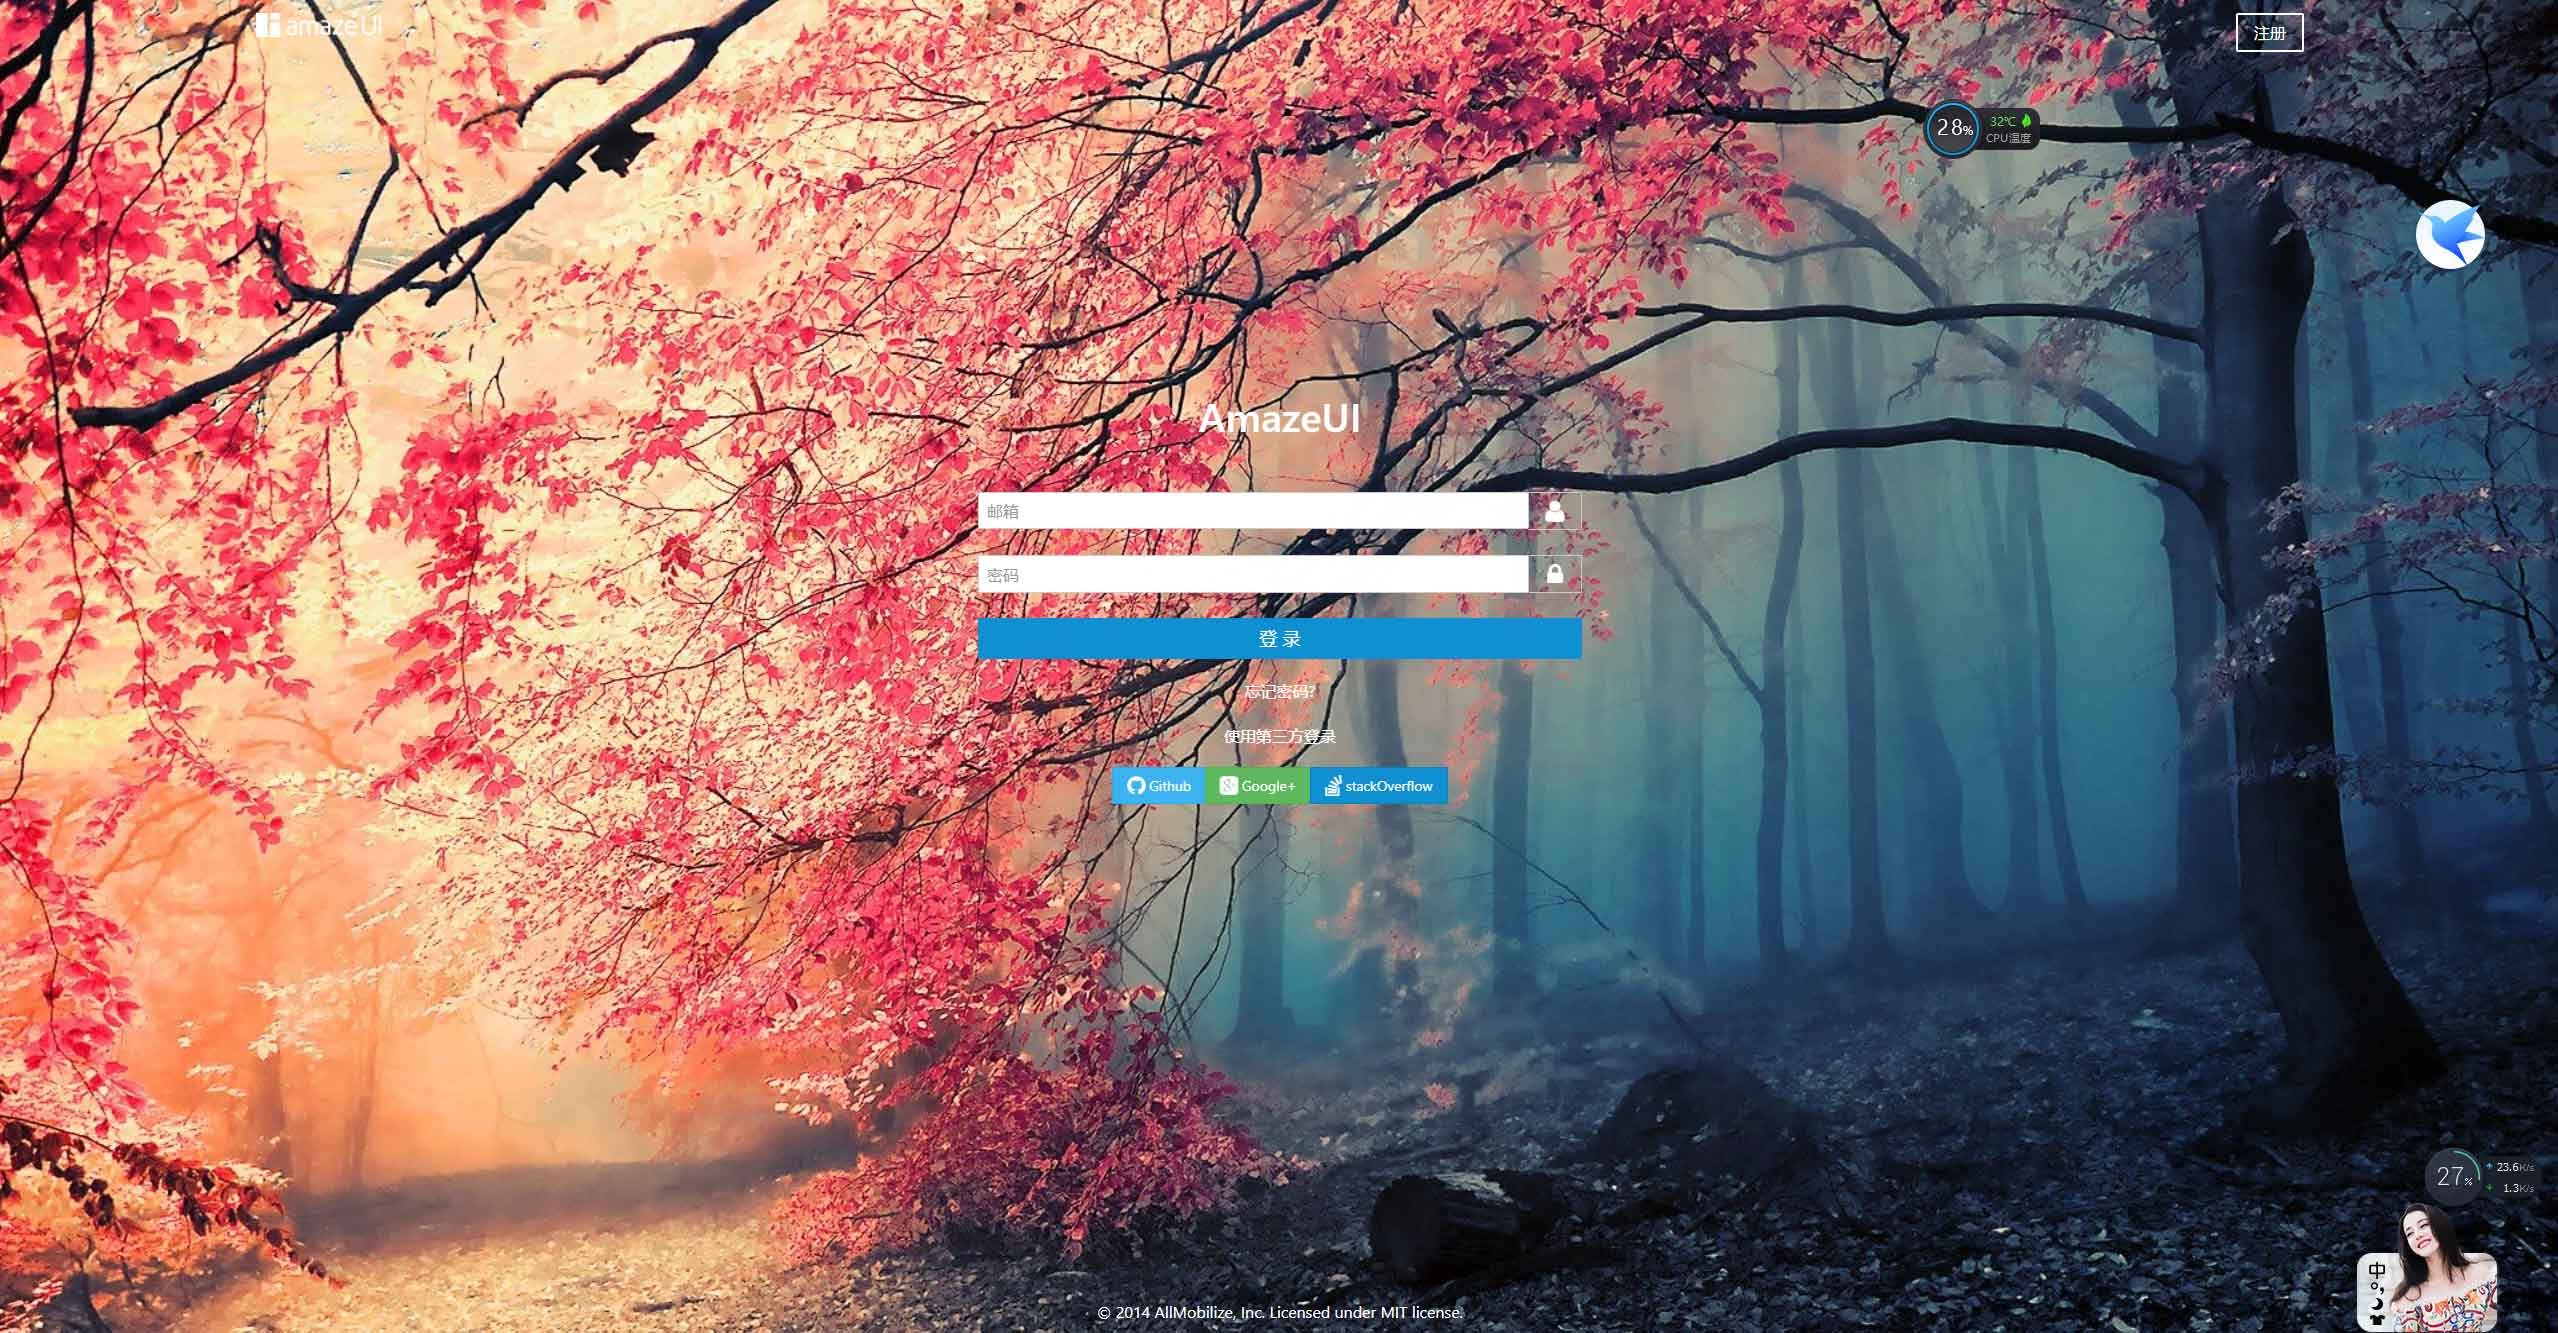 amazeUI
注册
28%
32℃
CPU温度
AmazeUI
邮箱
密码
登 录
忘记密码?
使用第三方登录
Github
Google+
stackOverflow
27%
23.6K/s
1.3K/s
中
© 2014 AllMobilize, Inc. Licensed under MIT license.